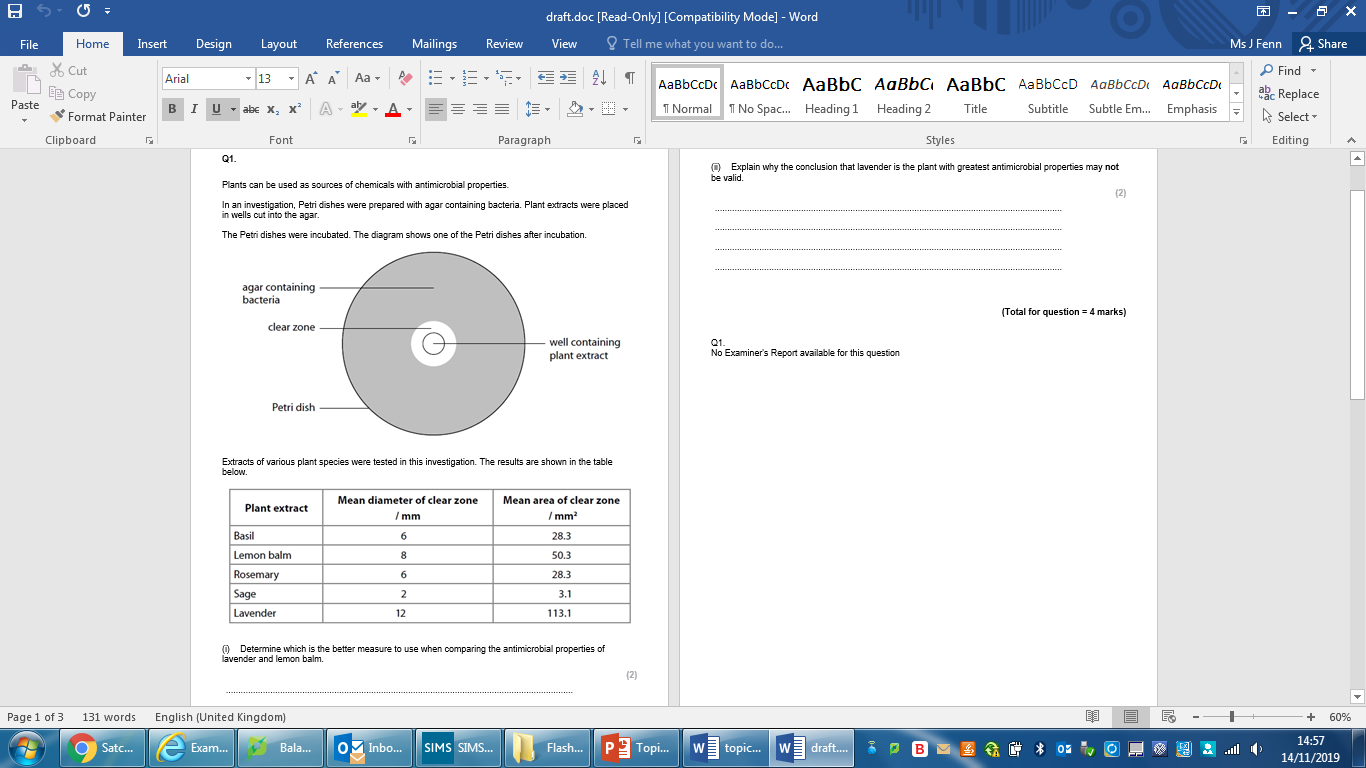 draft.doc [Read-Only] [Compatibility Mode] - Word
File Home Insert Design Layout References Mailings Review View Tell me what you want to do... Ms J Fenn Share
Paste
Cut
Copy
Format Painter
Clipboard
Arial 13
Aa
B I U abc x₂ x²
A A
Font
Paragraph
AaBbCcDc AaBbCcDc AaBbC AaBbCc AaBbC AaBbCcD AaBbCcDt AaBbCcDt
¶ Normal ¶ No Spac... Heading 1 Heading 2 Title Subtitle Subtle Em... Emphasis
Styles
Find
Replace
Select
Editing
Q1.
Plants can be used as sources of chemicals with antimicrobial properties.
In an investigation, Petri dishes were prepared with agar containing bacteria. Plant extracts were placed
in wells cut into the agar.
The Petri dishes were incubated. The diagram shows one of the Petri dishes after incubation.
agar containing
bacteria
clear zone
well containing
plant extract
Petri dish
Extracts of various plant species were tested in this investigation. The results are shown in the table
below.
Plant extract Mean diameter of clear zone / mm Mean area of clear zone / mm²
Basil 6 28.3
Lemon balm 8 50.3
Rosemary 6 28.3
Sage 2 3.1
Lavender 12 113.1
(i) Determine which is the better measure to use when comparing the antimicrobial properties of
lavender and lemon balm.
(2)
(ii) Explain why the conclusion that lavender is the plant with greatest antimicrobial properties may not
be valid.
(2)
(Total for question = 4 marks)
Q1.
No Examiner's Report available for this question
Page 1 of 3 131 words English (United Kingdom) 60%
Satc... Exam... Bala... Inbo... SIMS SIMS... Flash... Topi... topic... draft....
14:57
14/11/2019